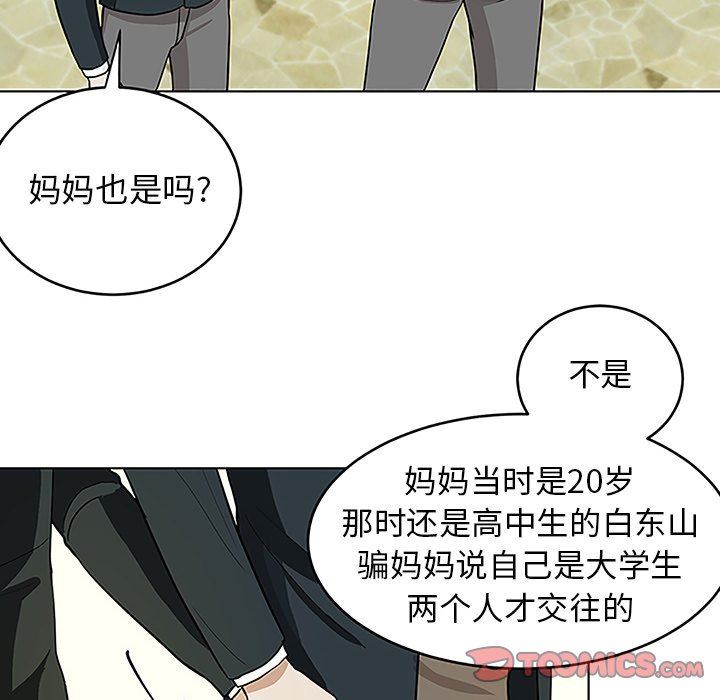 妈妈也是吗?
不是
妈妈当时是20岁
那时还是高中生的白东山
骗妈妈说自己是大学生
两个人才交往的
TOOMICS.COM